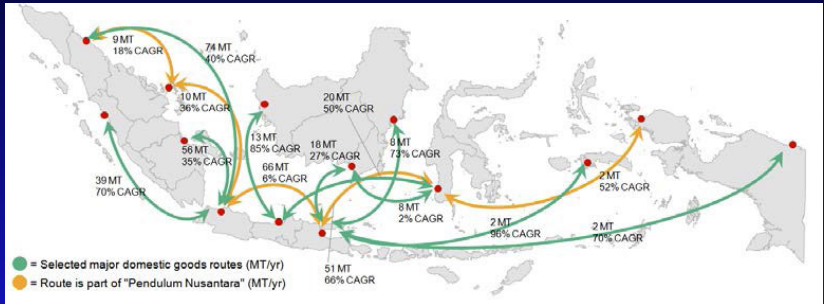 9 MT
18% CAGR
74 MT
40% CAGR
10 MT
36% CAGR
20 MT
50% CAGR
56 MT
35% CAGR
13 MT
85% CAGR
18 MT
27% CAGR
8 MT
73% CAGR
66 MT
6% CAGR
39 MT
70% CAGR
2 MT
52% CAGR
8 MT
2% CAGR
2 MT
96% CAGR
2 MT
70% CAGR
51 MT
66% CAGR
= Selected major domestic goods routes (MT/yr)
= Route is part of "Pendulum Nusantara" (MT/yr)